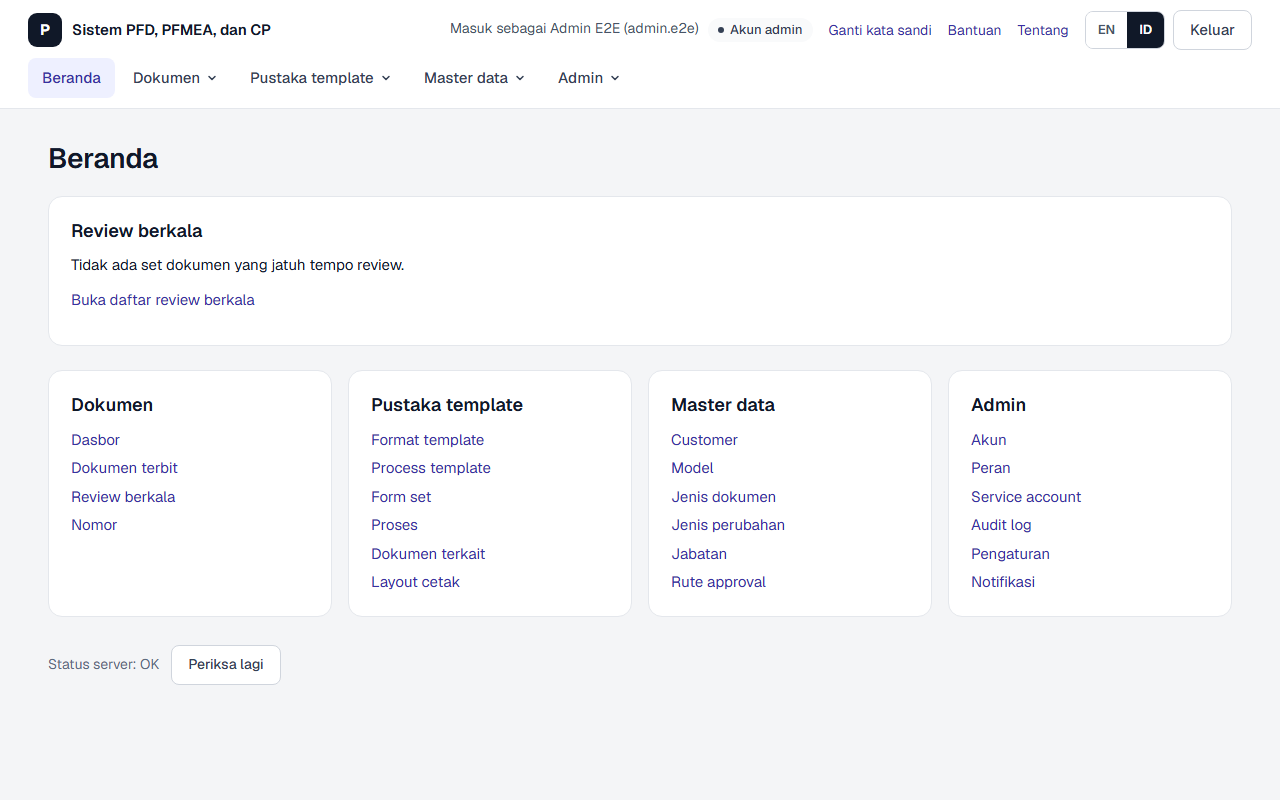 P Sistem PFD, PFMEA, dan CP Masuk sebagai Admin E2E (admin.e2e) Akun admin Ganti kata sandi Bantuan Tentang EN ID Keluar
Beranda Dokumen Pustaka template Master data Admin
Beranda
Review berkala
Tidak ada set dokumen yang jatuh tempo review.
Buka daftar review berkala
Dokumen
Dasbor
Dokumen terbit
Review berkala
Nomor
Pustaka template
Format template
Process template
Form set
Proses
Dokumen terkait
Layout cetak
Master data
Customer
Model
Jenis dokumen
Jenis perubahan
Jabatan
Rute approval
Admin
Akun
Peran
Service account
Audit log
Pengaturan
Notifikasi
Status server: OK Periksa lagi